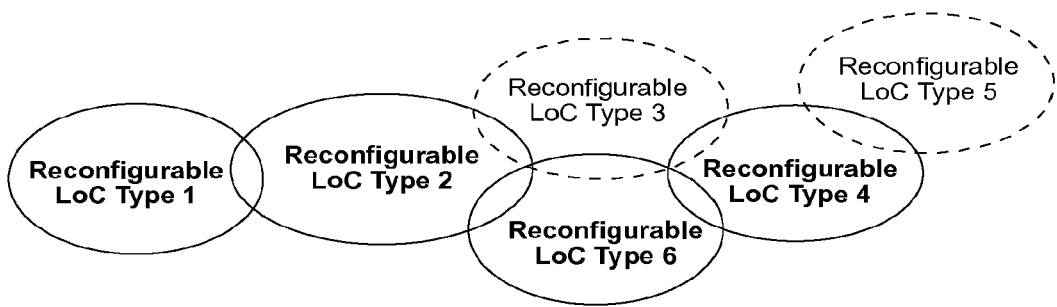 Reconfigurable
LoC Type 1
Reconfigurable
LoC Type 2
Reconfigurable
LoC Type 3
Reconfigurable
LoC Type 4
Reconfigurable
LoC Type 5
Reconfigurable
LoC Type 6